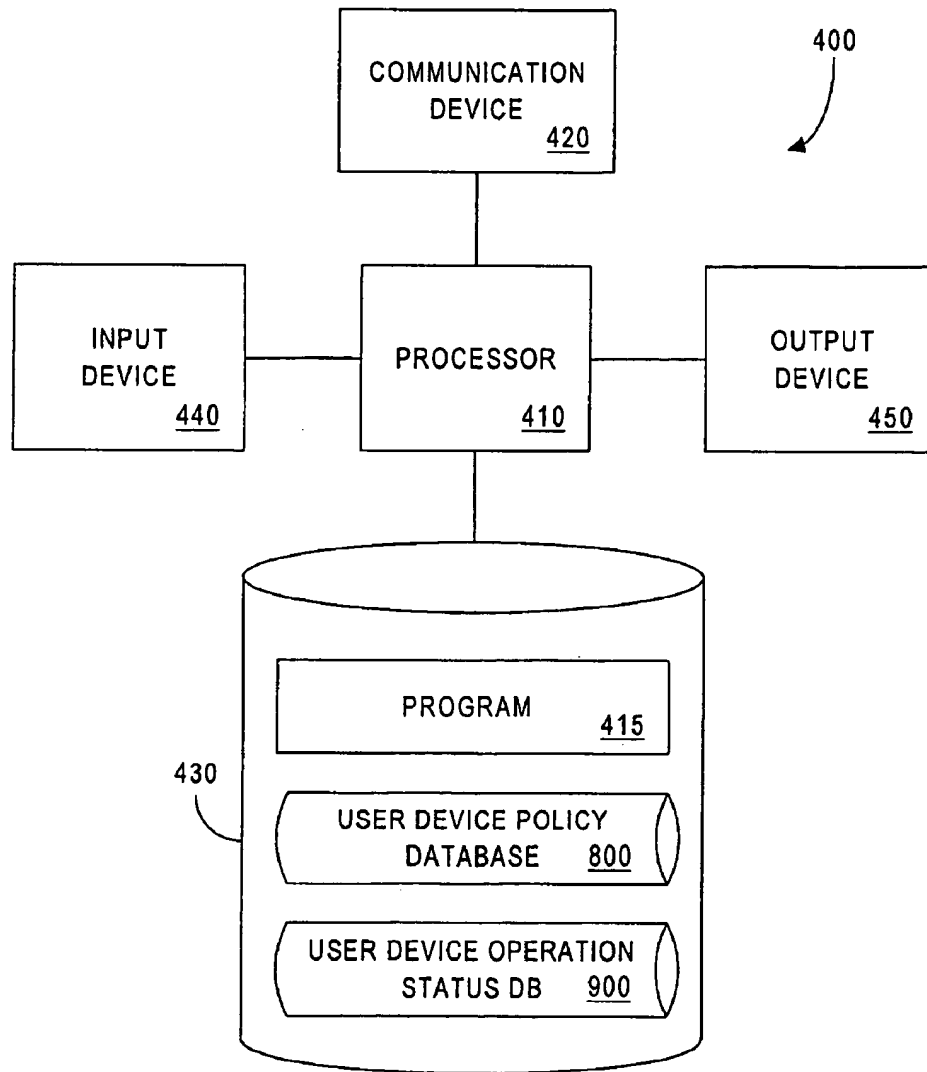 400
COMMUNICATION
DEVICE
420
INPUT
DEVICE
440
PROCESSOR
410
OUTPUT
DEVICE
450
PROGRAM
415
430
USER DEVICE POLICY
DATABASE 800
USER DEVICE OPERATION
STATUS DB 900